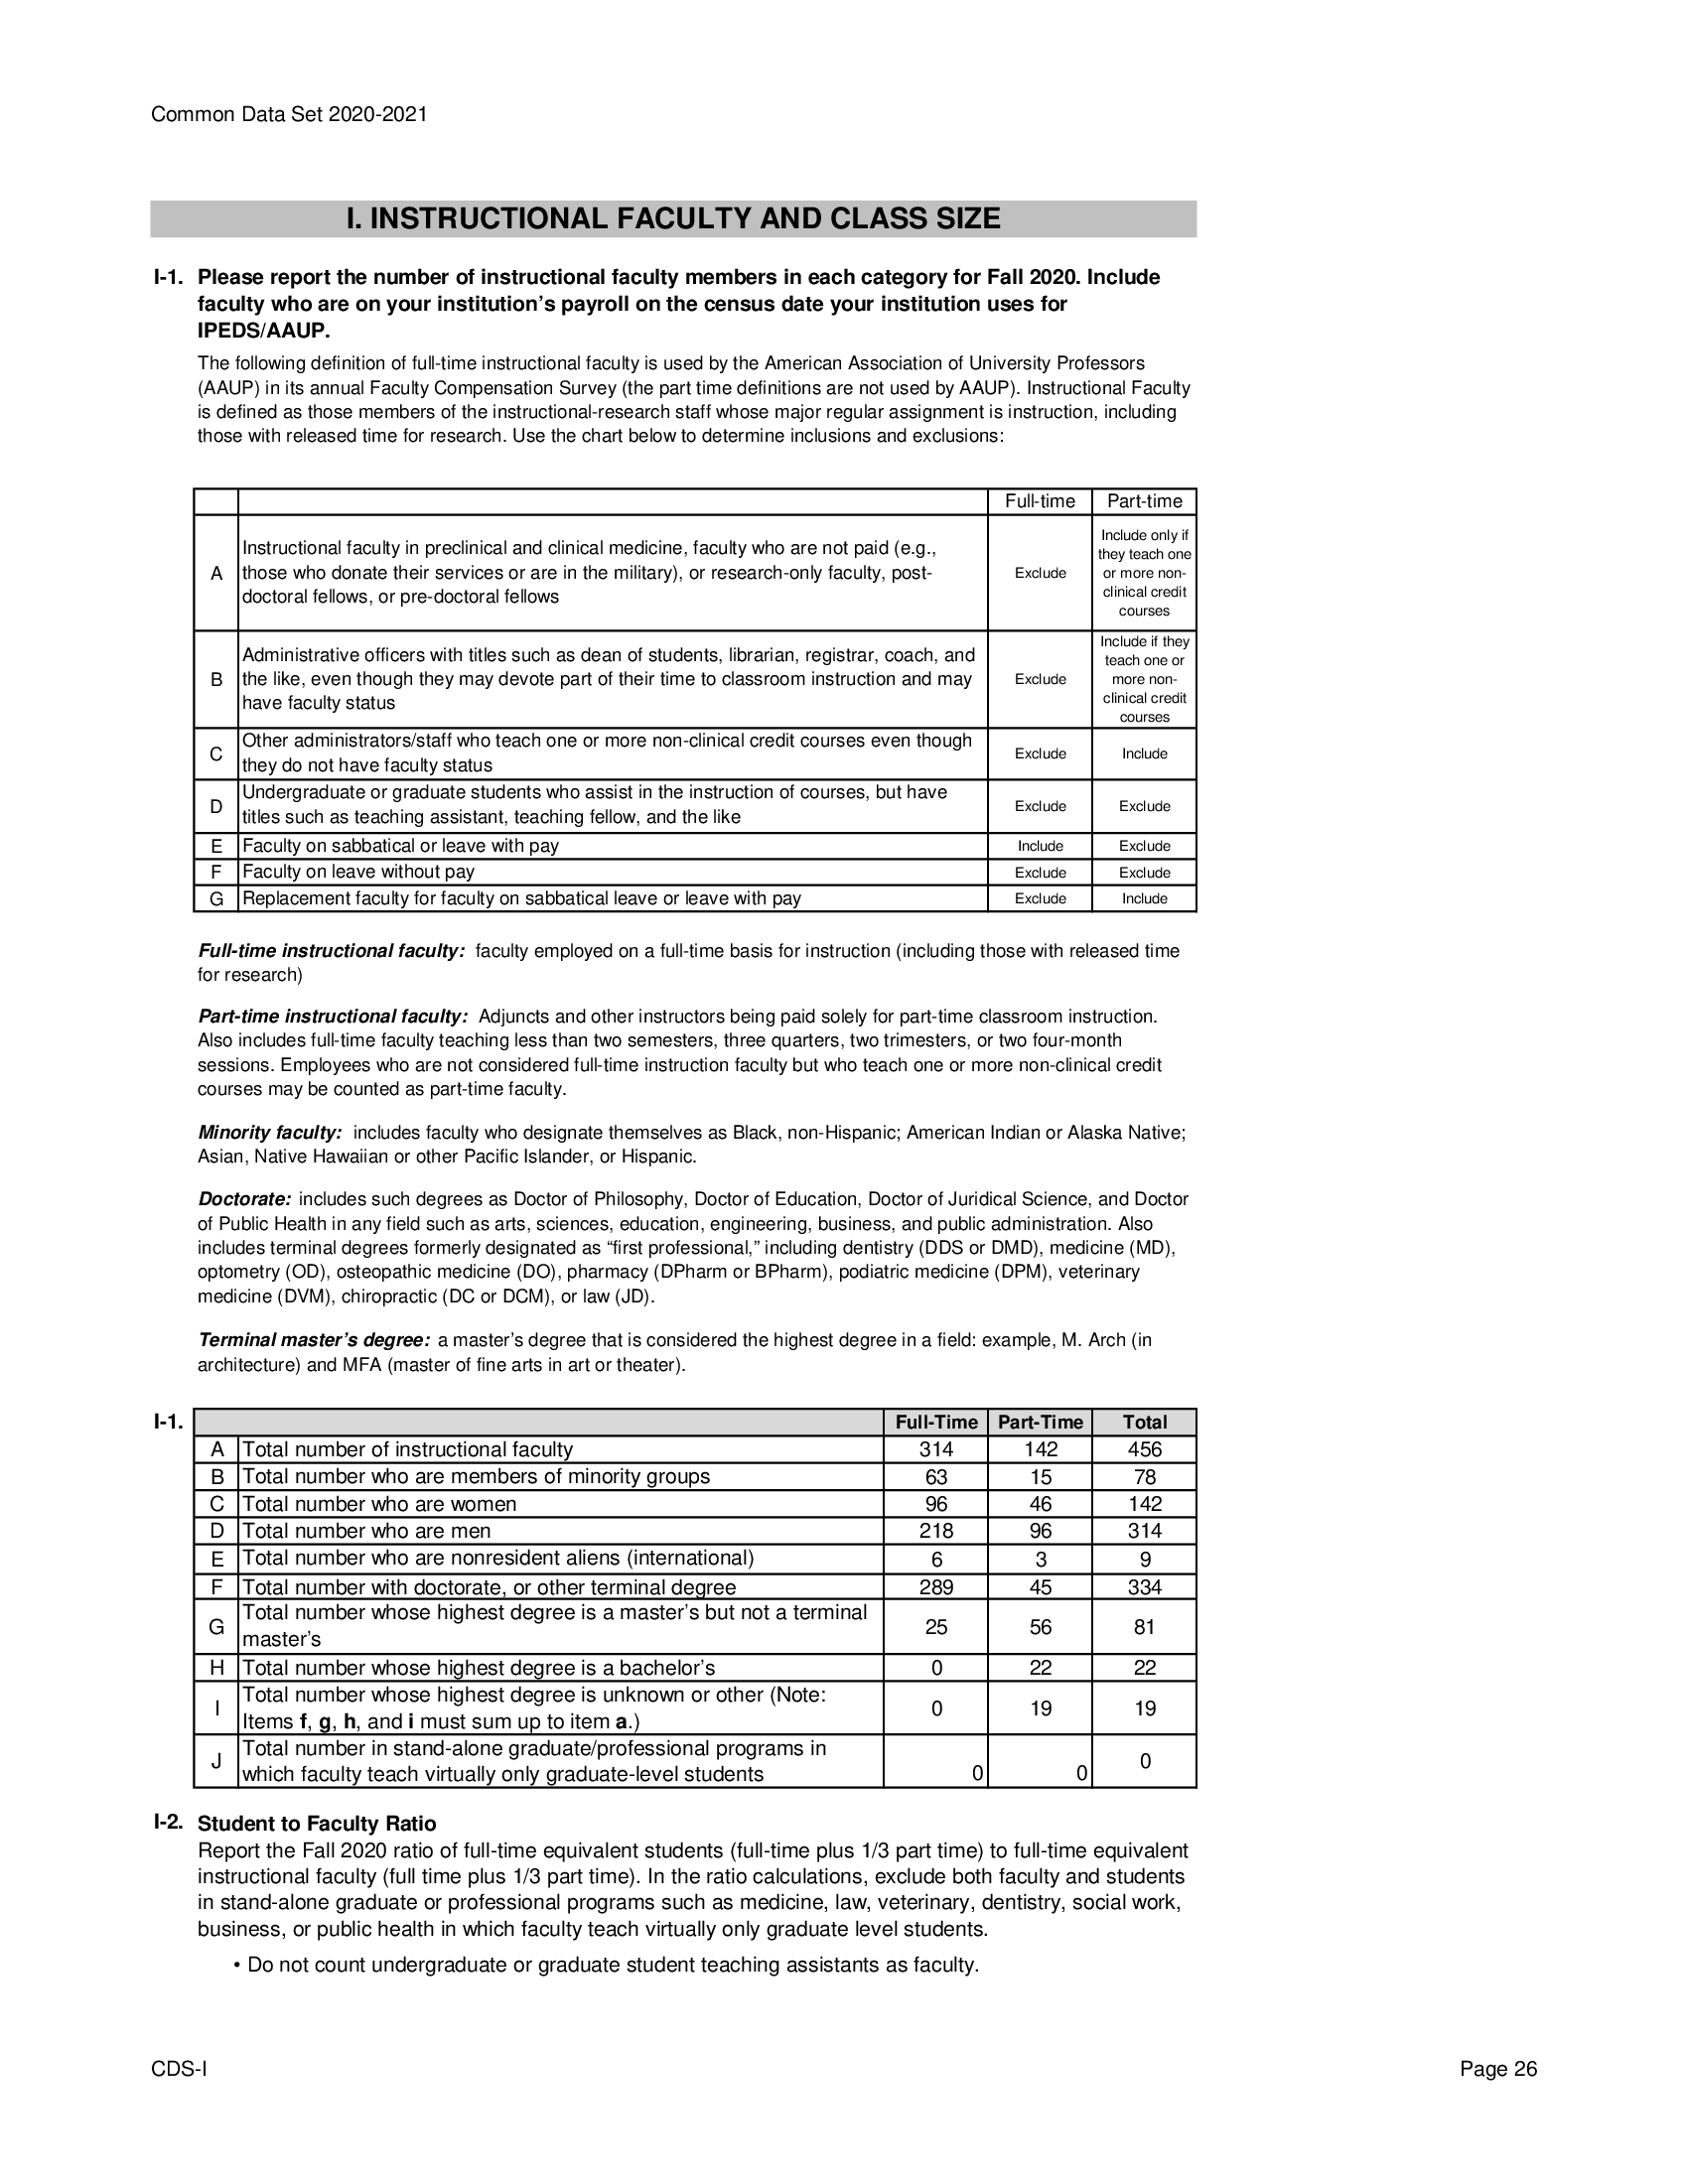 Common Data Set 2020-2021
I. INSTRUCTIONAL FACULTY AND CLASS SIZE
I-1. Please report the number of instructional faculty members in each category for Fall 2020. Include
faculty who are on your institution’s payroll on the census date your institution uses for
IPEDS/AAUP.
The following definition of full-time instructional faculty is used by the American Association of University Professors
(AAUP) in its annual Faculty Compensation Survey (the part time definitions are not used by AAUP). Instructional Faculty
is defined as those members of the instructional-research staff whose major regular assignment is instruction, including
those with released time for research. Use the chart below to determine inclusions and exclusions:
Full-time Part-time
A
Instructional faculty in preclinical and clinical medicine, faculty who are not paid (e.g.,
those who donate their services or are in the military), or research-only faculty, post-
doctoral fellows, or pre-doctoral fellows
Exclude
Include only if
they teach one
or more non-
clinical credit
courses
B
Administrative officers with titles such as dean of students, librarian, registrar, coach, and
the like, even though they may devote part of their time to classroom instruction and may
have faculty status
Exclude
Include if they
teach one or
more non-
clinical credit
courses
C
Other administrators/staff who teach one or more non-clinical credit courses even though
they do not have faculty status
Exclude Include
D
Undergraduate or graduate students who assist in the instruction of courses, but have
titles such as teaching assistant, teaching fellow, and the like
Exclude Exclude
E Faculty on sabbatical or leave with pay Include Exclude
F Faculty on leave without pay Exclude Exclude
G Replacement faculty for faculty on sabbatical leave or leave with pay Exclude Include
Full-time instructional faculty: faculty employed on a full-time basis for instruction (including those with released time
for research)
Part-time instructional faculty: Adjuncts and other instructors being paid solely for part-time classroom instruction.
Also includes full-time faculty teaching less than two semesters, three quarters, two trimesters, or two four-month
sessions. Employees who are not considered full-time instruction faculty but who teach one or more non-clinical credit
courses may be counted as part-time faculty.
Minority faculty: includes faculty who designate themselves as Black, non-Hispanic; American Indian or Alaska Native;
Asian, Native Hawaiian or other Pacific Islander, or Hispanic.
Doctorate: includes such degrees as Doctor of Philosophy, Doctor of Education, Doctor of Juridical Science, and Doctor
of Public Health in any field such as arts, sciences, education, engineering, business, and public administration. Also
includes terminal degrees formerly designated as “first professional,” including dentistry (DDS or DMD), medicine (MD),
optometry (OD), osteopathic medicine (DO), pharmacy (DPharm or BPharm), podiatric medicine (DPM), veterinary
medicine (DVM), chiropractic (DC or DCM), or law (JD).
Terminal master’s degree: a master’s degree that is considered the highest degree in a field: example, M. Arch (in
architecture) and MFA (master of fine arts in art or theater).
I-1. Full-Time Part-Time Total
A Total number of instructional faculty 314 142 456
B Total number who are members of minority groups 63 15 78
C Total number who are women 96 46 142
D Total number who are men 218 96 314
E Total number who are nonresident aliens (international) 6 3 9
F Total number with doctorate, or other terminal degree 289 45 334
G
Total number whose highest degree is a master’s but not a terminal
master’s
25 56 81
H Total number whose highest degree is a bachelor’s 0 22 22
I
Total number whose highest degree is unknown or other (Note:
Items f, g, h, and i must sum up to item a.)
0 19 19
J
Total number in stand-alone graduate/professional programs in
which faculty teach virtually only graduate-level students
0 0 0
I-2. Student to Faculty Ratio
Report the Fall 2020 ratio of full-time equivalent students (full-time plus 1/3 part time) to full-time equivalent
instructional faculty (full time plus 1/3 part time). In the ratio calculations, exclude both faculty and students
in stand-alone graduate or professional programs such as medicine, law, veterinary, dentistry, social work,
business, or public health in which faculty teach virtually only graduate level students.
• Do not count undergraduate or graduate student teaching assistants as faculty.
CDS-I Page 26